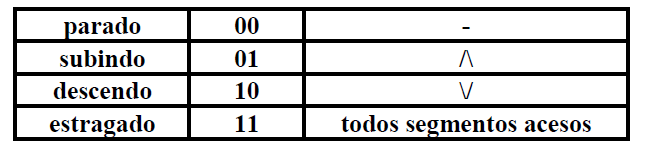 parado 00 -
subindo 01 /\
descendo 10 \/
estragado 11 todos segmentos acesos